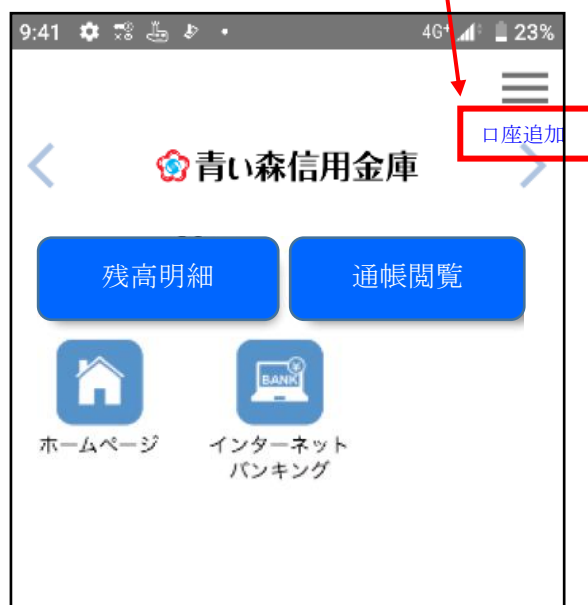 9:41
4G+
23%
口座追加
青い森信用金庫
残高明細
通帳閲覧
BANK
¥
ホームページ
インターネット
バンキング